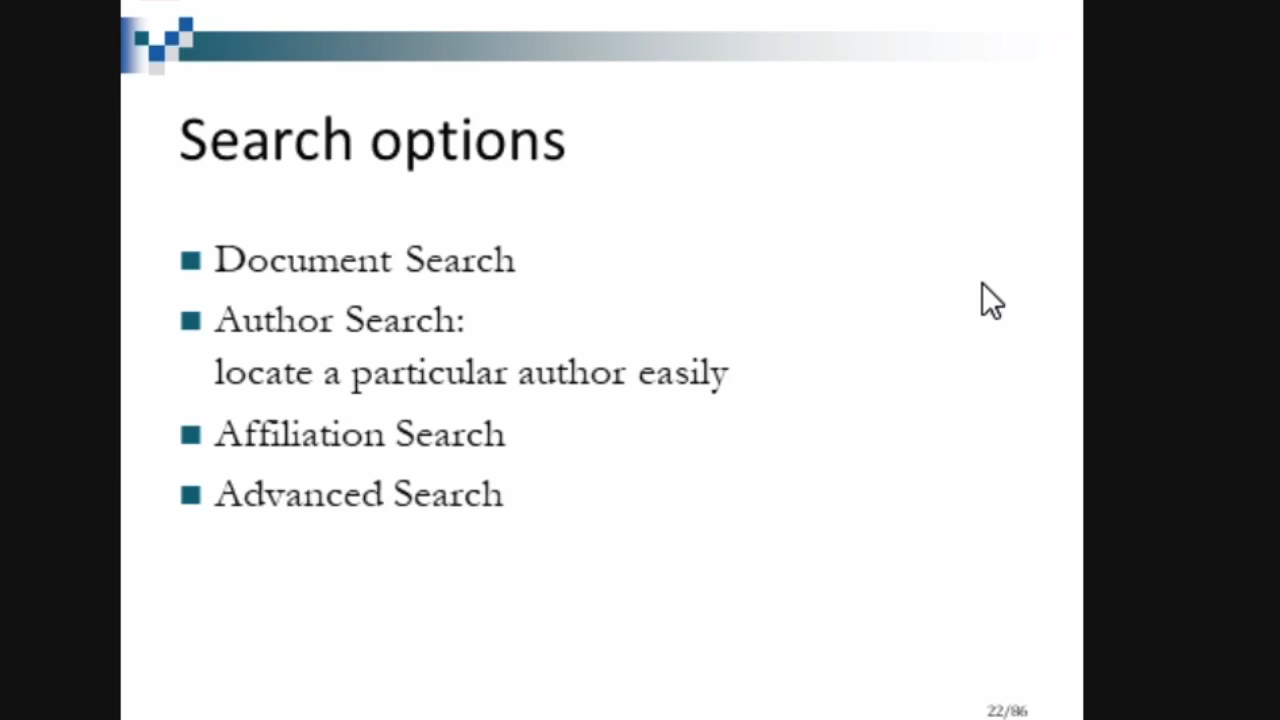 Search options
Document Search
Author Search:
locate a particular author easily
Affiliation Search
Advanced Search
22/86